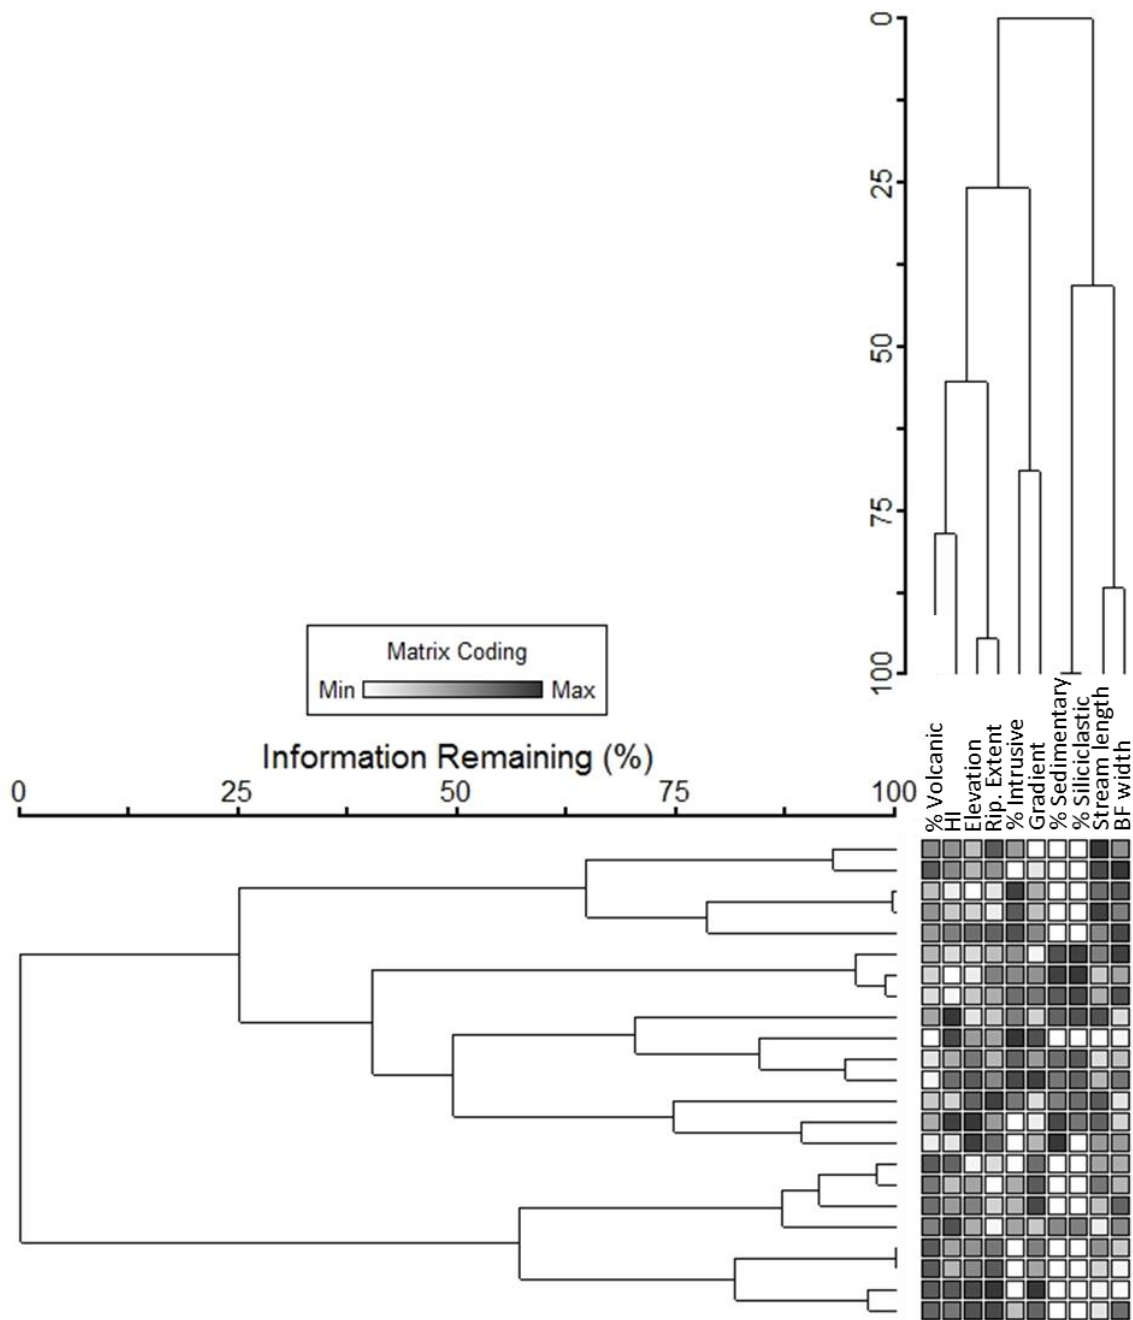 0
25
50
75
100
Matrix Coding
Min Max
Information Remaining (%)
0 25 50 75 100
% Volcanic
HI
Elevation
Rip. Extent
% Intrusive
Gradient
% Sedimentary
% Siliciclastic
Stream length
BF width